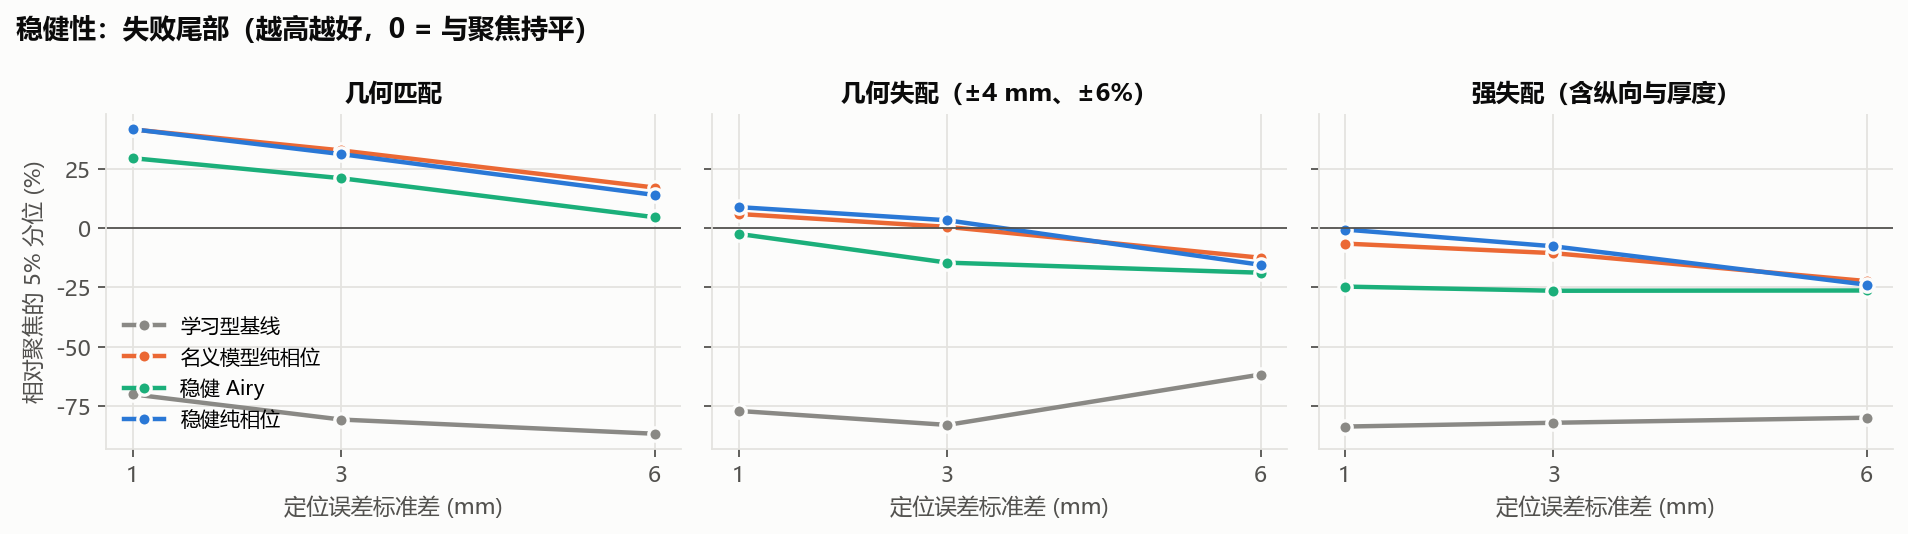 稳健性：失败尾部（越高越好，0 = 与聚焦持平）
几何匹配
几何失配（±4 mm、±6%）
强失配（含纵向与厚度）
相对聚焦的 5% 分位 (%)
25
0
-25
-50
-75
学习型基线
名义模型纯相位
稳健 Airy
稳健纯相位
1 3 6
1 3 6
1 3 6
定位误差标准差 (mm)
定位误差标准差 (mm)
定位误差标准差 (mm)